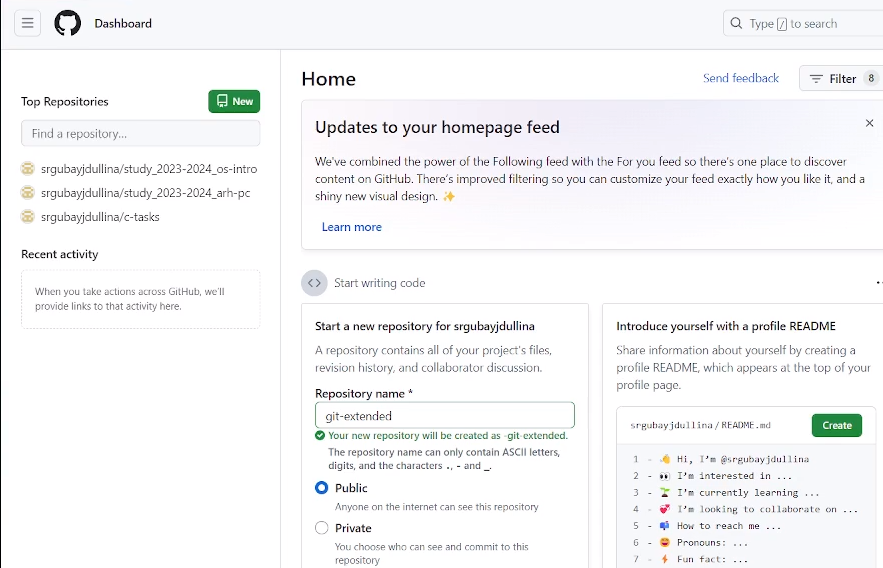 Dashboard
Type / to search
Top Repositories
New
Find a repository...
srgubayjdullina/study_2023-2024_os-intro
srgubayjdullina/study_2023-2024_arh-pc
srgubayjdullina/c-tasks
Recent activity
When you take actions across GitHub, we'll
provide links to that activity here.
Home
Send feedback
Filter 8
Updates to your homepage feed
We've combined the power of the Following feed with the For you feed so there's one place to discover
content on GitHub. There's improved filtering so you can customize your feed exactly how you like it, and a
shiny new visual design. ✨
Learn more
Start writing code
Start a new repository for srgubayjdullina
A repository contains all of your project's files,
revision history, and collaborator discussion.
Repository name *
git-extended
Your new repository will be created as -git-extended.
The repository name can only contain ASCII letters,
digits, and the characters ., - and _.
Public
Anyone on the internet can see this repository
Private
You choose who can see and commit to this
repository
Introduce yourself with a profile README
Share information about yourself by creating a
profile README, which appears at the top of your
profile page.
srgubayjdullina / README.md
Create
1 - 👋 Hi, I'm @srgubayjdullina
2 - 👀 I'm interested in ...
3 - 🌱 I'm currently learning ...
4 - 💞️ I'm looking to collaborate on ...
5 - 📫 How to reach me ...
6 - 😄 Pronouns: ...
7 - ⚡ Fun fact: ...